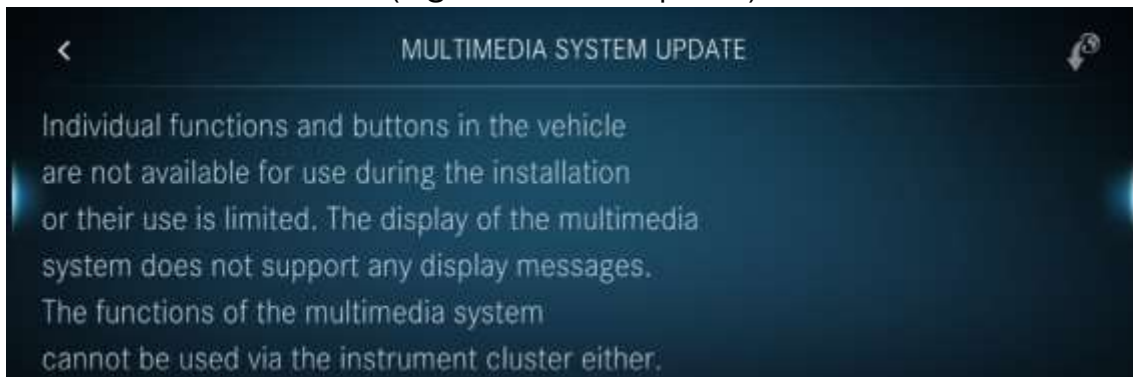 MULTIMEDIA SYSTEM UPDATE
Individual functions and buttons in the vehicle
are not available for use during the installation
or their use is limited. The display of the multimedia
system does not support any display messages.
The functions of the multimedia system
cannot be used via the instrument cluster either.